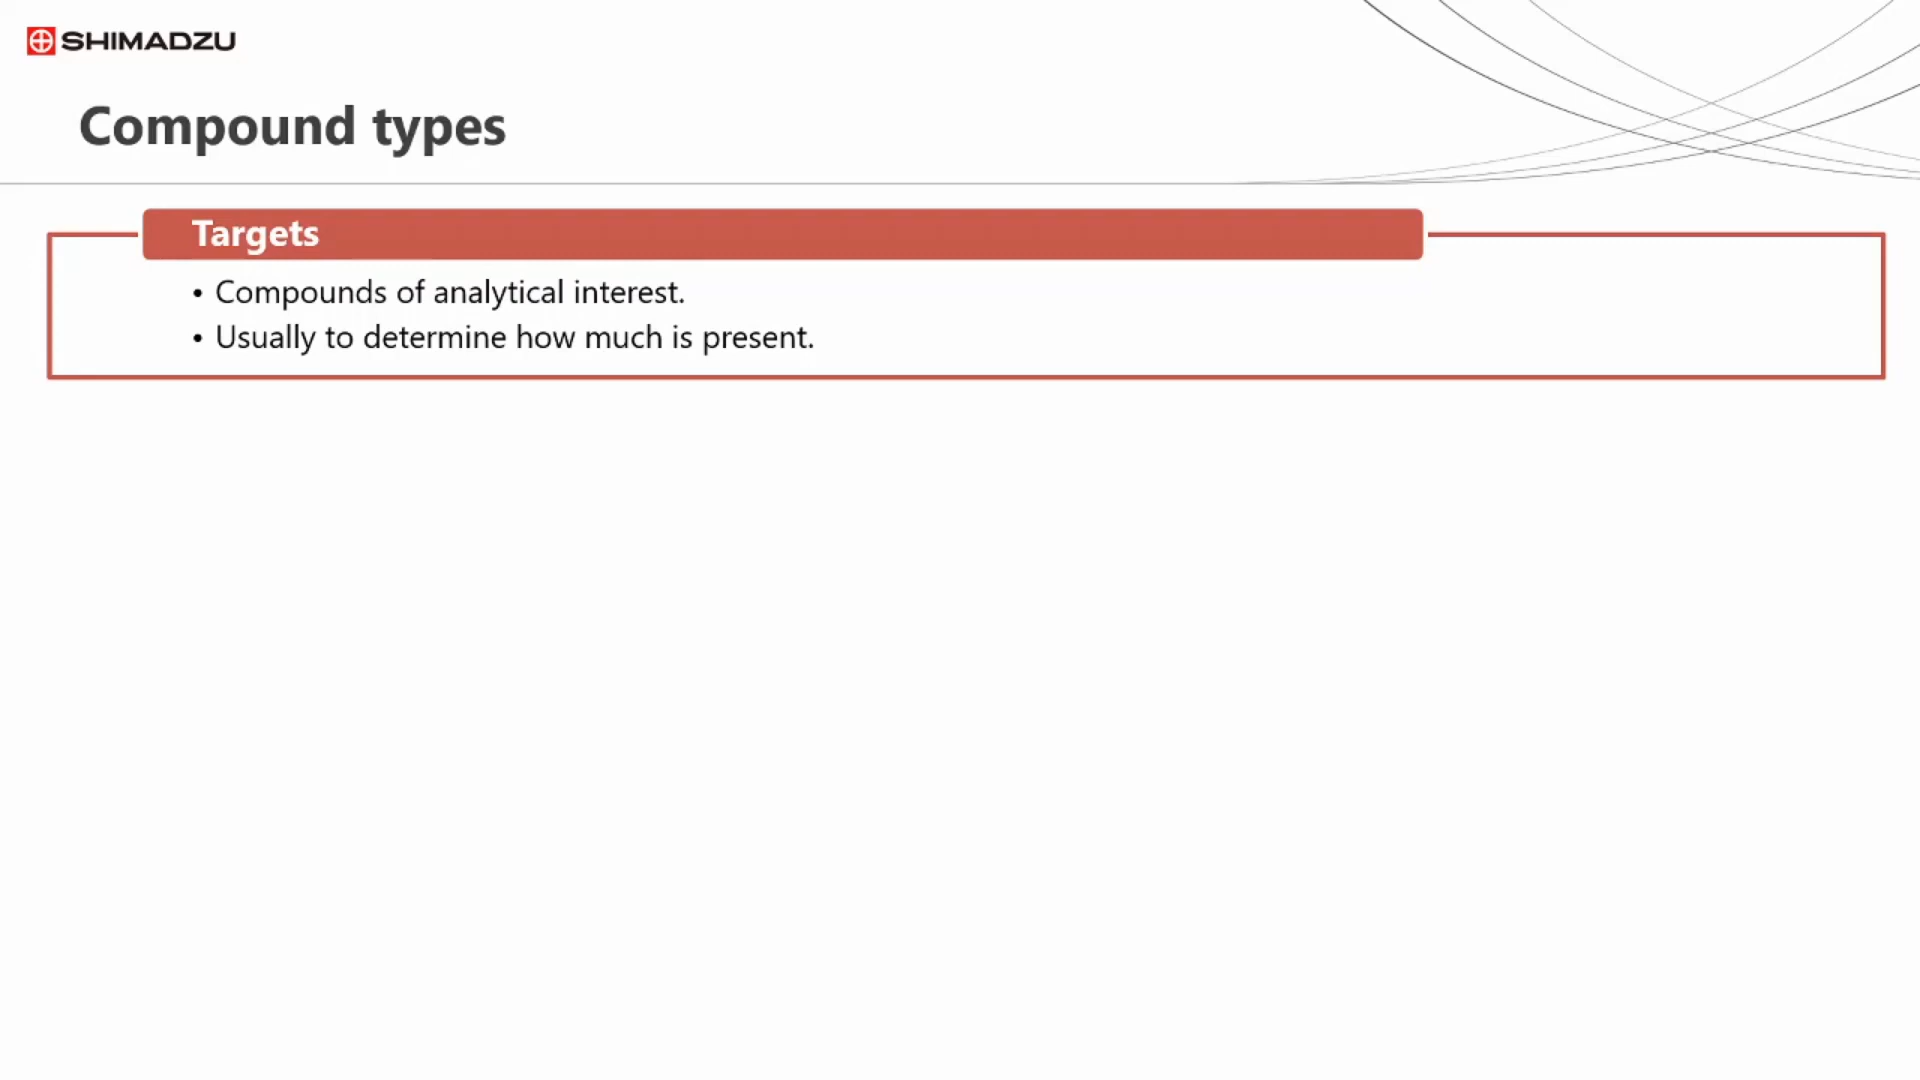 SHIMADZU
Compound types
Targets
• Compounds of analytical interest.
• Usually to determine how much is present.